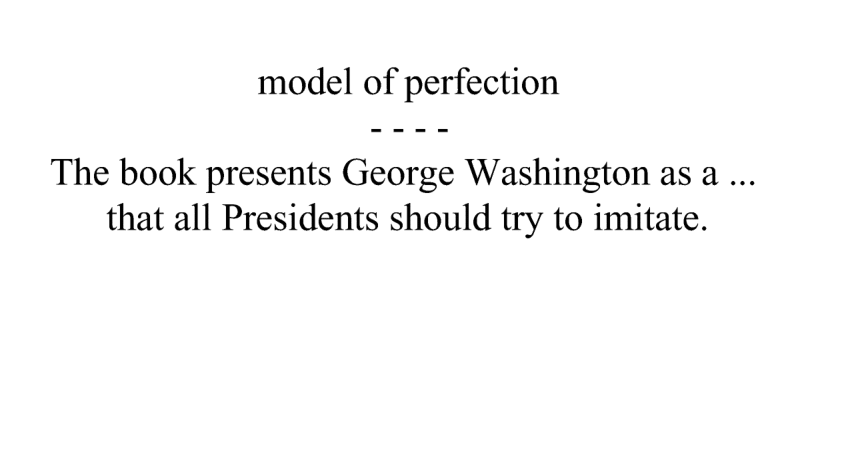 model of perfection
- - - -
The book presents George Washington as a ...
that all Presidents should try to imitate.